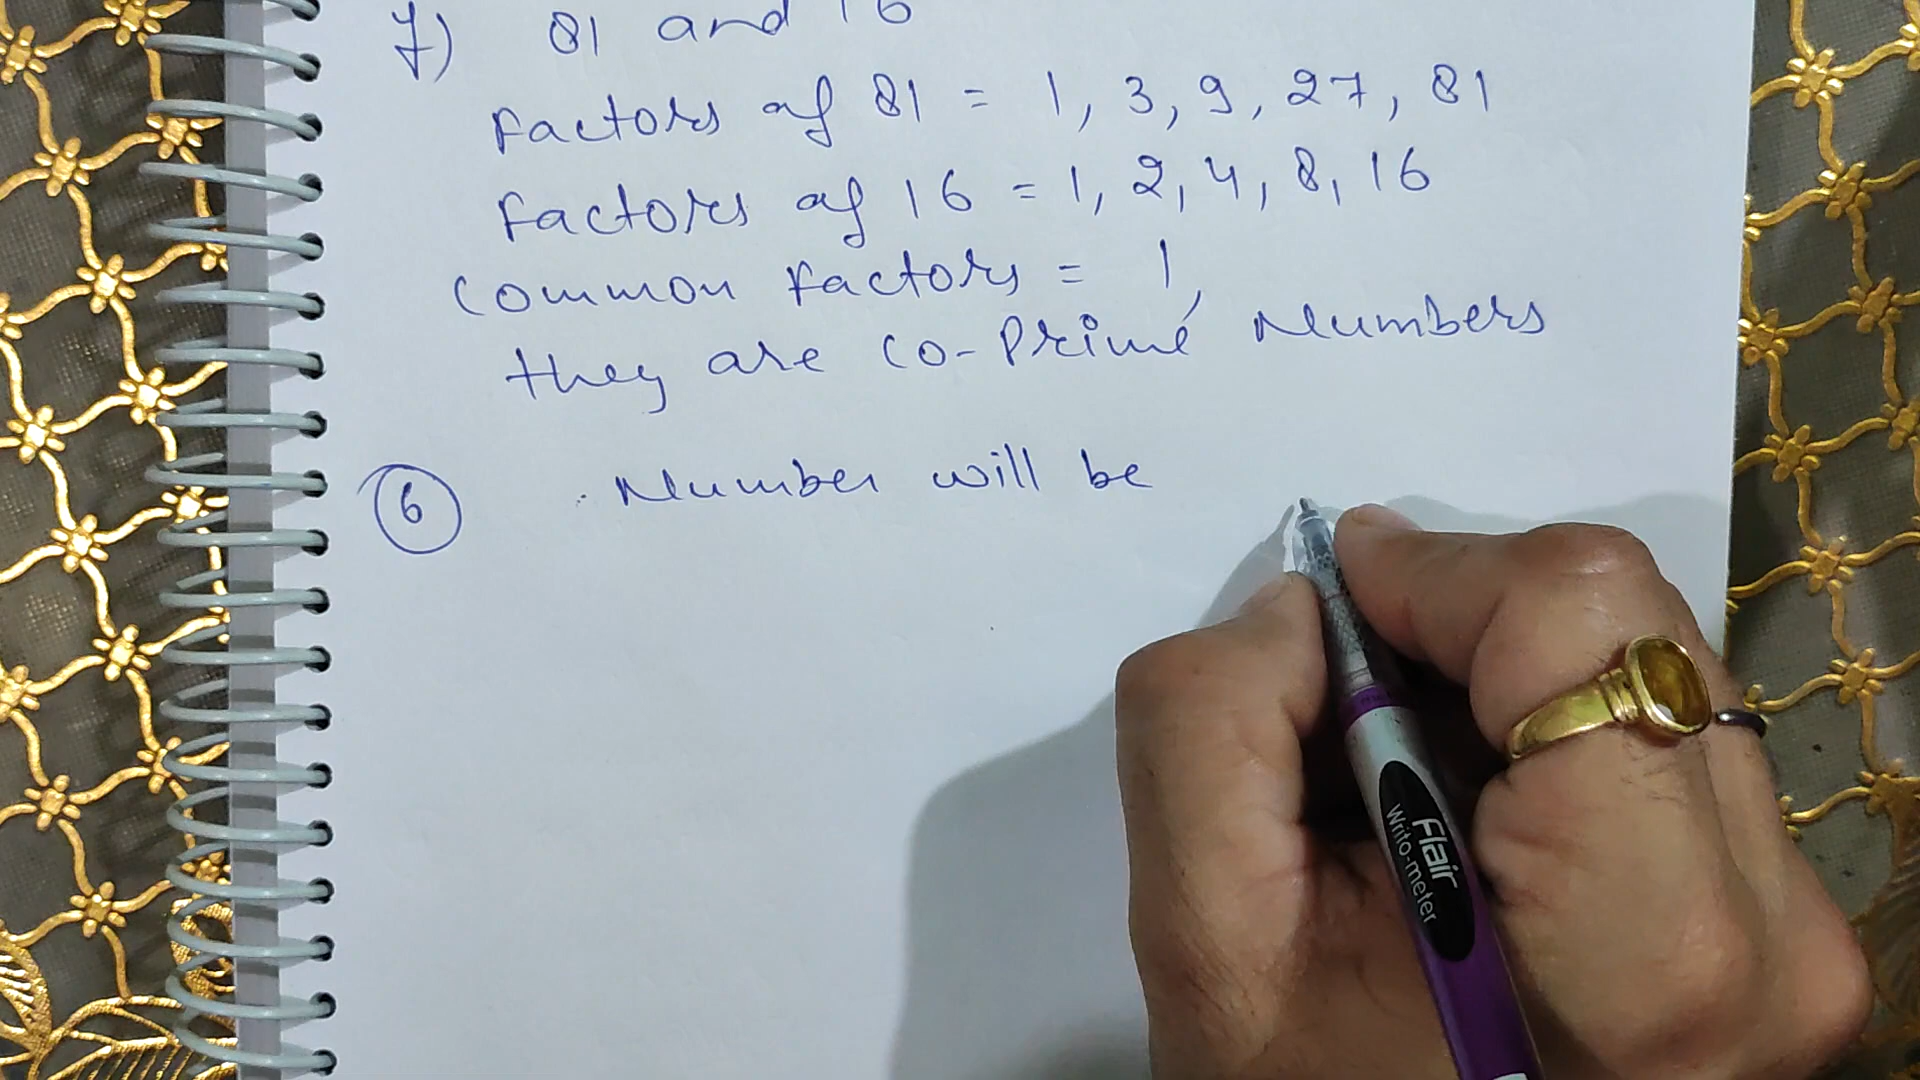 f) 81 and 16
Factors of 81 = 1, 3, 9, 27, 81
Factors of 16 = 1, 2, 4, 8, 16
Common Factors = 1,
they are Co-Prime Numbers
6 Number will be
Flair
Writo-meter